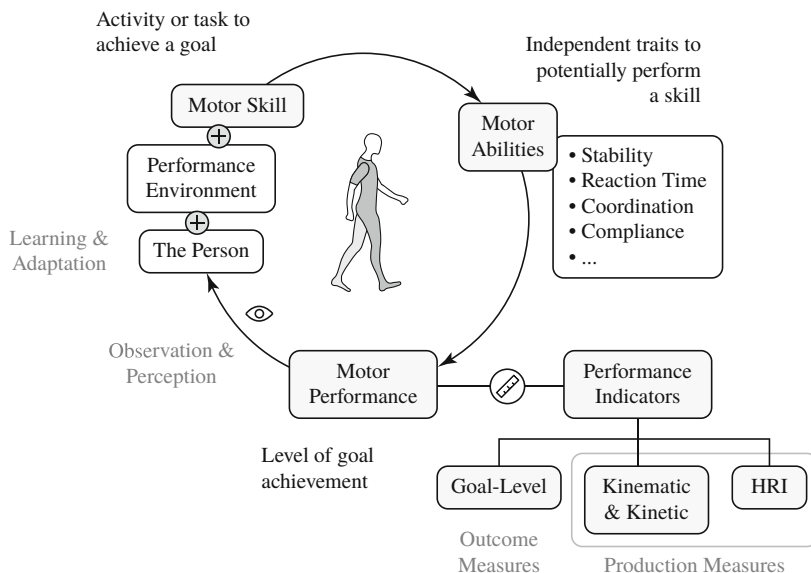 Activity or task to
achieve a goal
Independent traits to
potentially perform
a skill
Motor Skill
Motor
Abilities
Performance
Environment
• Stability
• Reaction Time
• Coordination
• Compliance
• ...
Learning &
Adaptation
The Person
Observation &
Perception
Motor
Performance
Performance
Indicators
Level of goal
achievement
Goal-Level
Kinematic
& Kinetic
HRI
Outcome
Measures
Production Measures